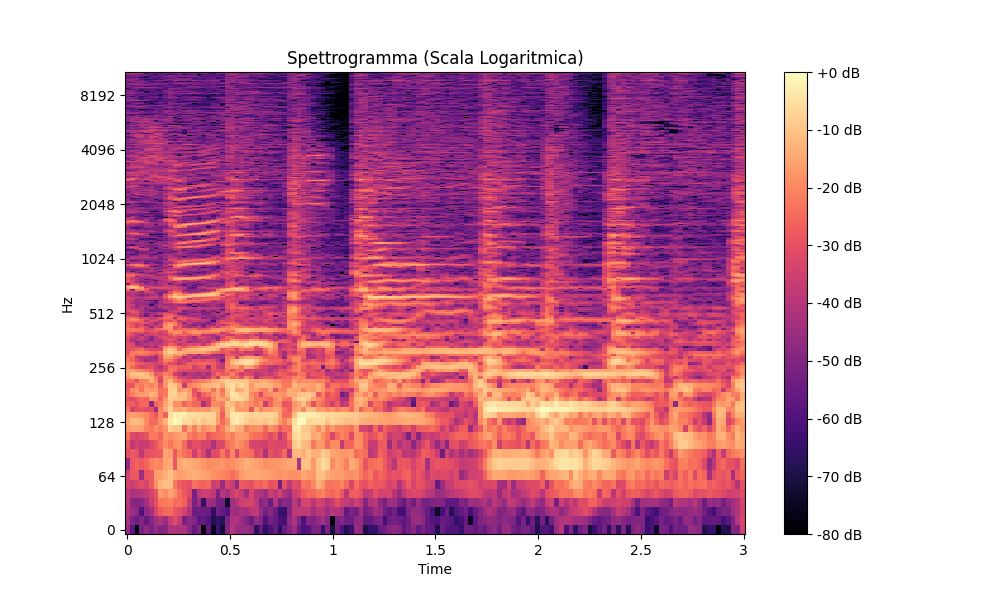 Spettrogramma (Scala Logaritmica)
Hz
8192
4096
2048
1024
512
256
128
64
0
0
0.5
1
1.5
2
2.5
3
Time
+0 dB
-10 dB
-20 dB
-30 dB
-40 dB
-50 dB
-60 dB
-70 dB
-80 dB